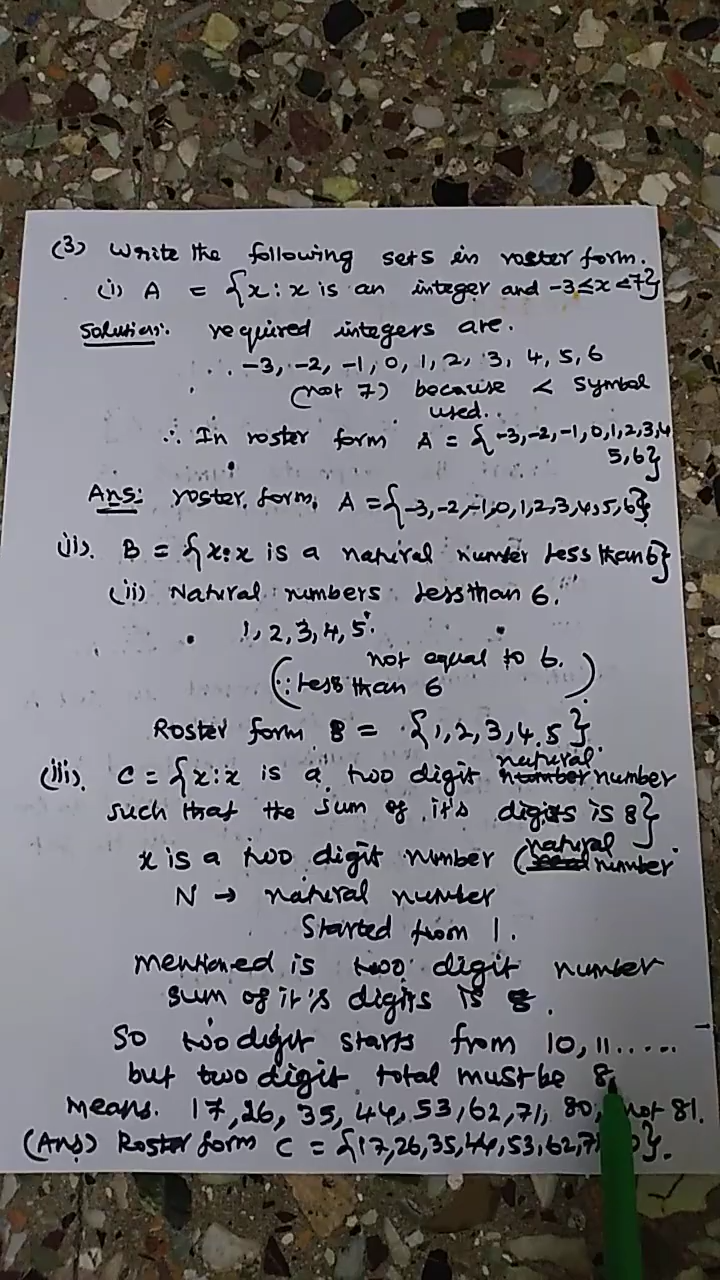 (3) Write the following sets in roster form.
(i) A = {x : x is an integer and -3≤x<7}
Solution: required integers are.
∴ -3, -2, -1, 0, 1, 2, 3, 4, 5, 6
(not 7) because < symbol
used..
∴ In roster form A = {-3,-2,-1,0,1,2,3,4
5,6}
Ans: roster form, A = {-3,-2,-1,0,1,2,3,4,5,6}
(ii). B = {x:x is a natural number less than 6}
(ii) Natural numbers less than 6.
1, 2, 3, 4, 5.
not equal to 6.
(∵ less than 6 )
Roster form B = {1,2,3,4,5}.
natural
(iii). C = {x:x is a two digit number number
such that the sum of it's digits is 8}
natural
x is a two digit number ( number
N → natural number
Started from 1.
mentioned is two digit number
sum of it's digits is 8.
So two digit starts from 10, 11.....
but two digit total must be 8
means. 17, 26, 35, 44, 53, 62, 71, 80, not 81.
(Ans) Roster form C = {17,26,35,44,53,62,7 0}.